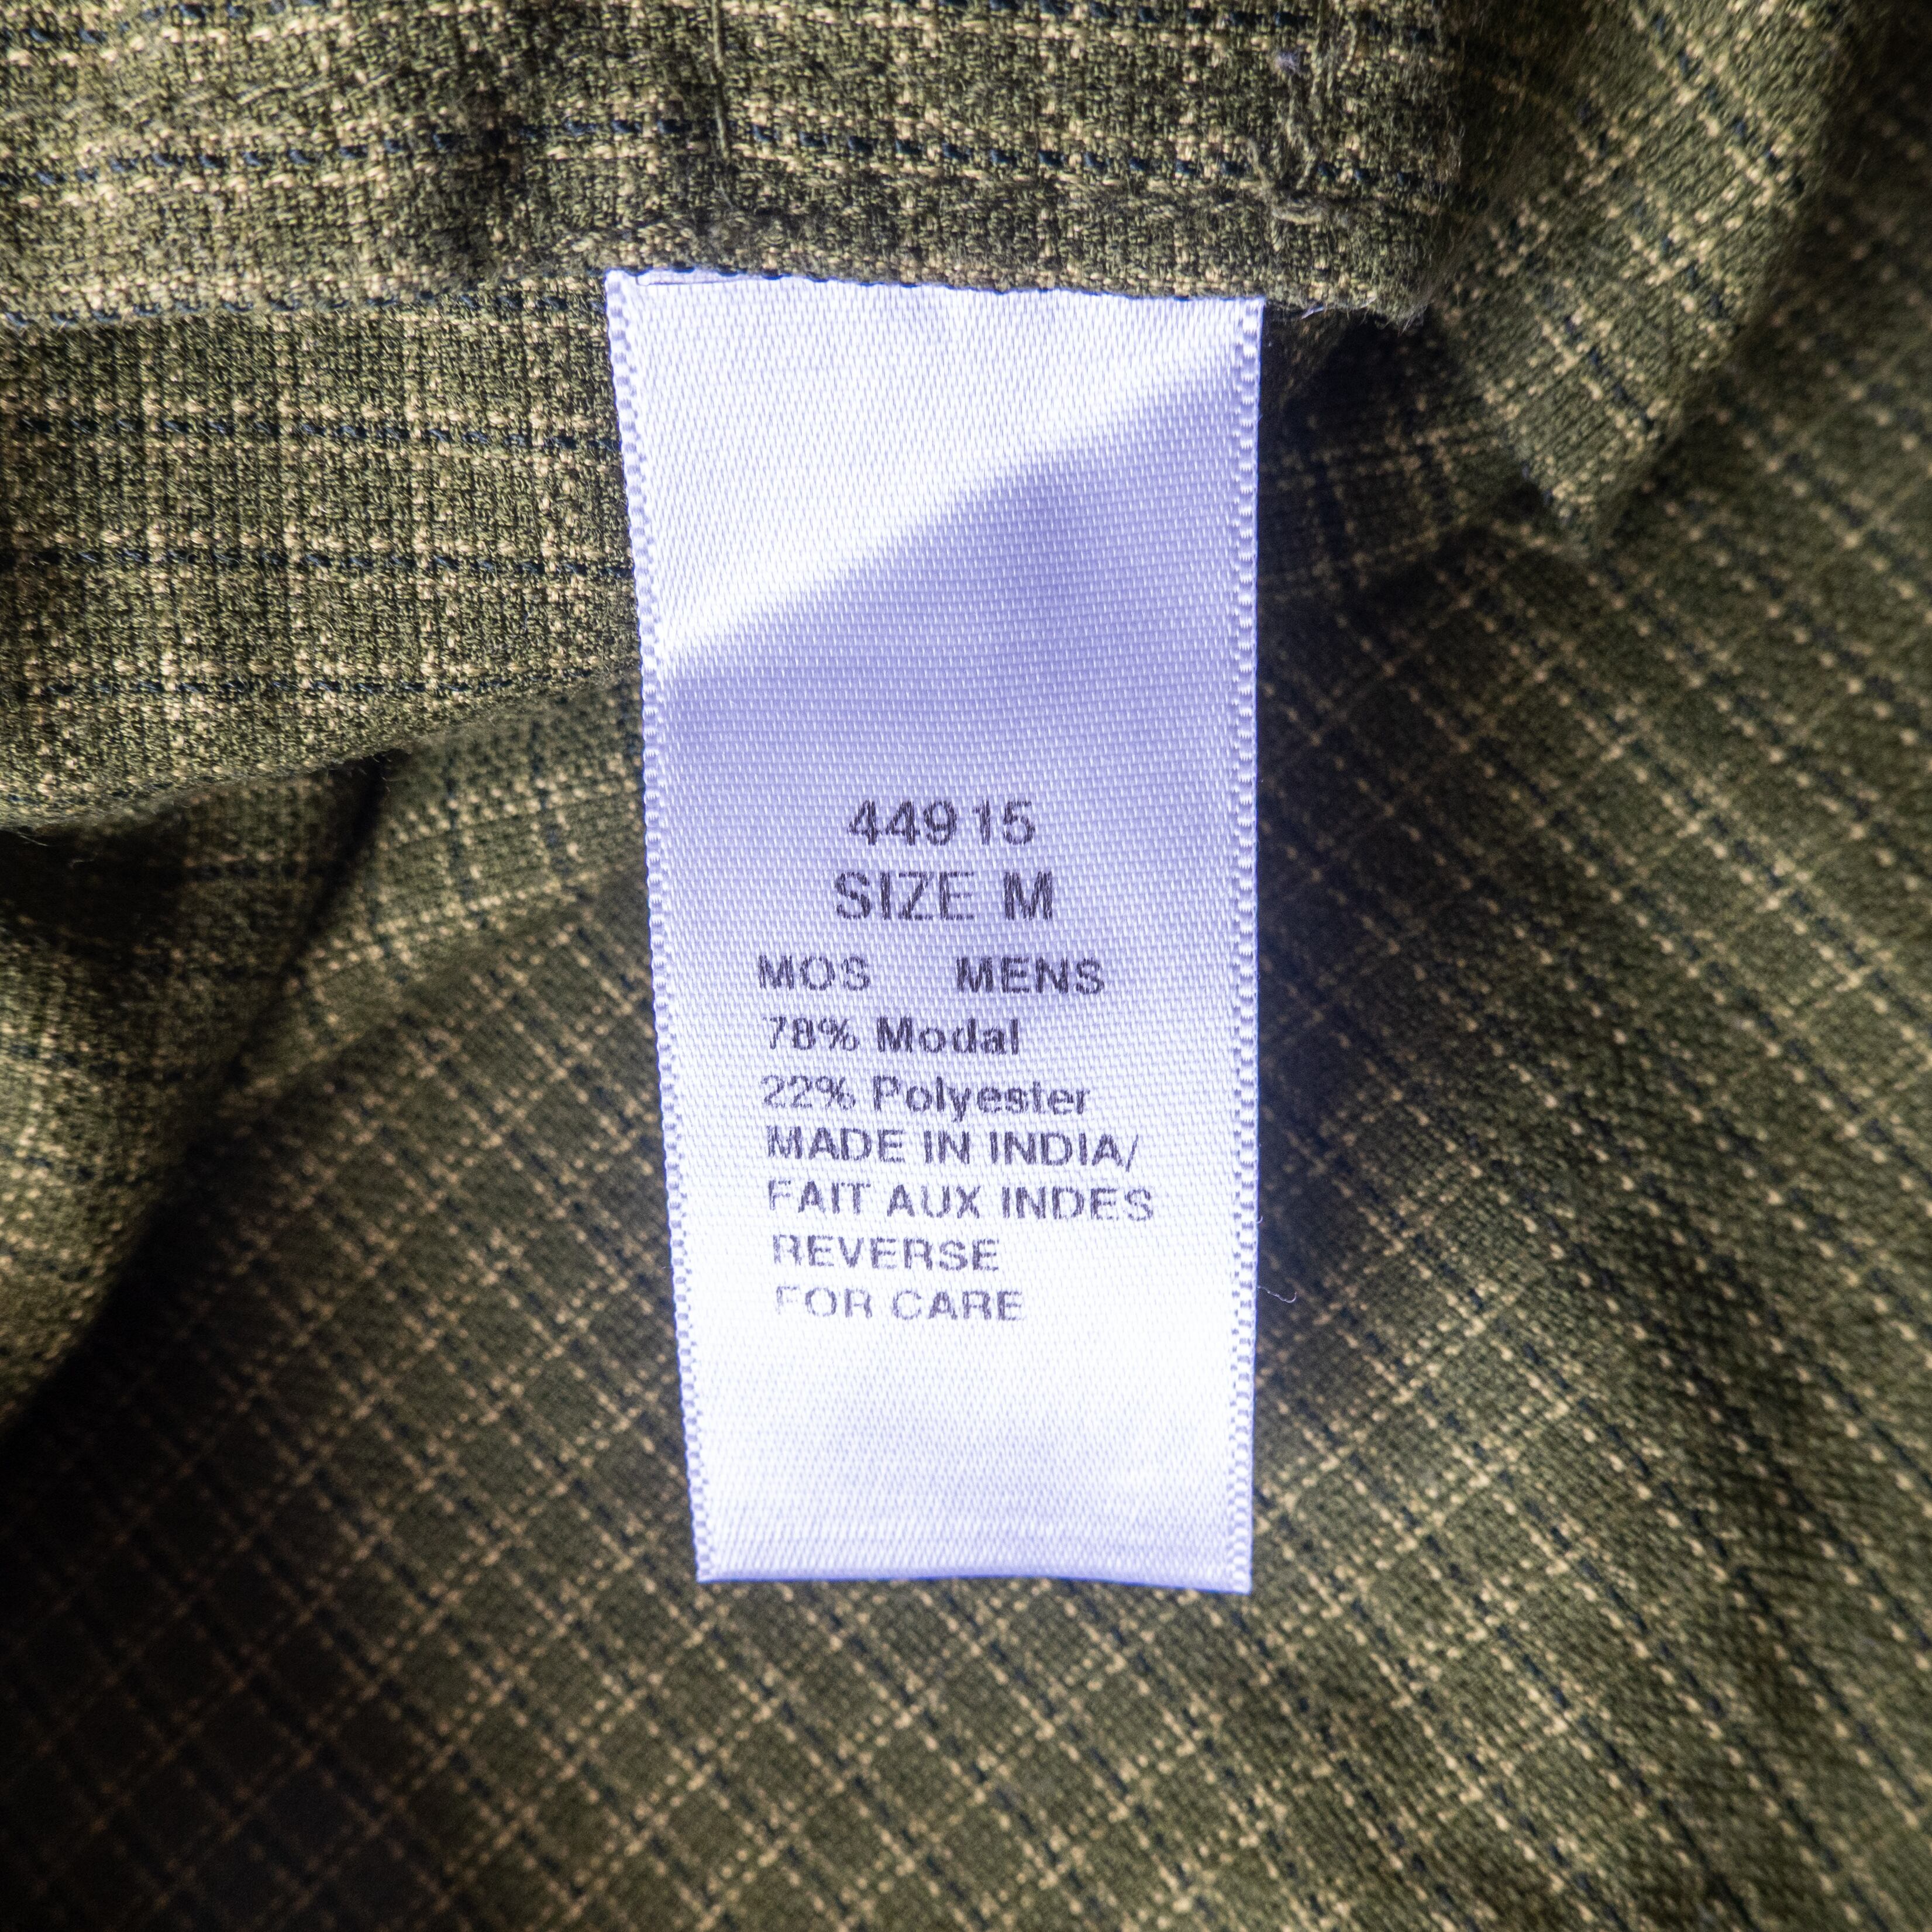 44915
SIZE M
MOS MENS
78% Modal
22% Polyester
MADE IN INDIA/
FAIT AUX INDES
REVERSE
FOR CARE